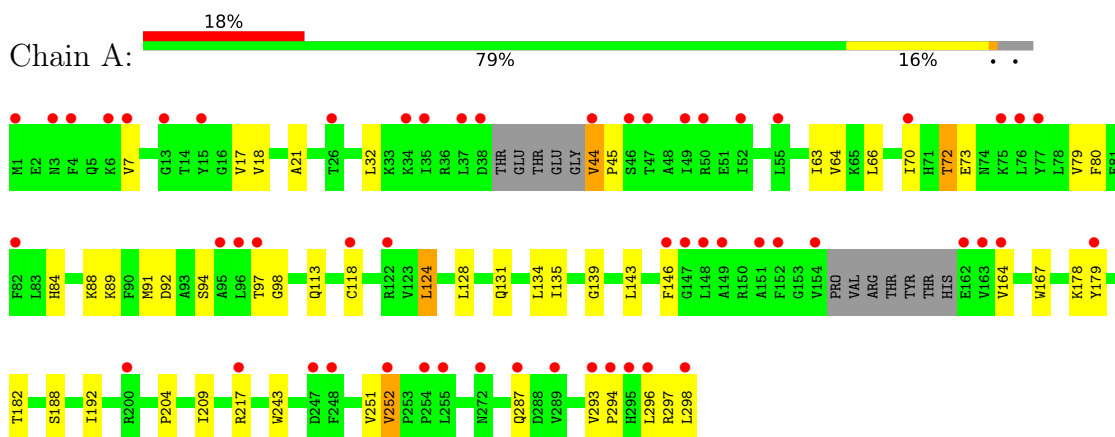 18%
Chain A:
79% 16% • •
M1 E2 N3 F4 Q5 K6 V7 G13 T14 Y15 G16 V17 V18 A21 T26 L32 K33 K34 I35 R36 L37 D38 THR GLU THR THR GLU GLY V44 P45 S46 T47 A48 I49 R50 E51 I52 L55 I63 V64 K65 L66 I70 H71 T72 E73 N74 K75 L76 Y77 L78 V79 F80 E81
F82 L83 H84 K88 K89 F90 M91 D92 A93 S94 A95 L96 T97 G98 Q113 C118 R122 V123 L124 L128 Q131 L134 I135 G139 L143 F146 G147 L148 A149 R150 A151 F152 G153 V154 PRO VAL ARG THR TYR THR HIS E162 V163 V164 W167 K178 Y179
T182 S188 I192 R200 P204 I209 R217 W243 D247 F248 V251 V252 P253 P254 L255 N272 Q287 D288 V289 V293 P294 H295 L296 R297 L298